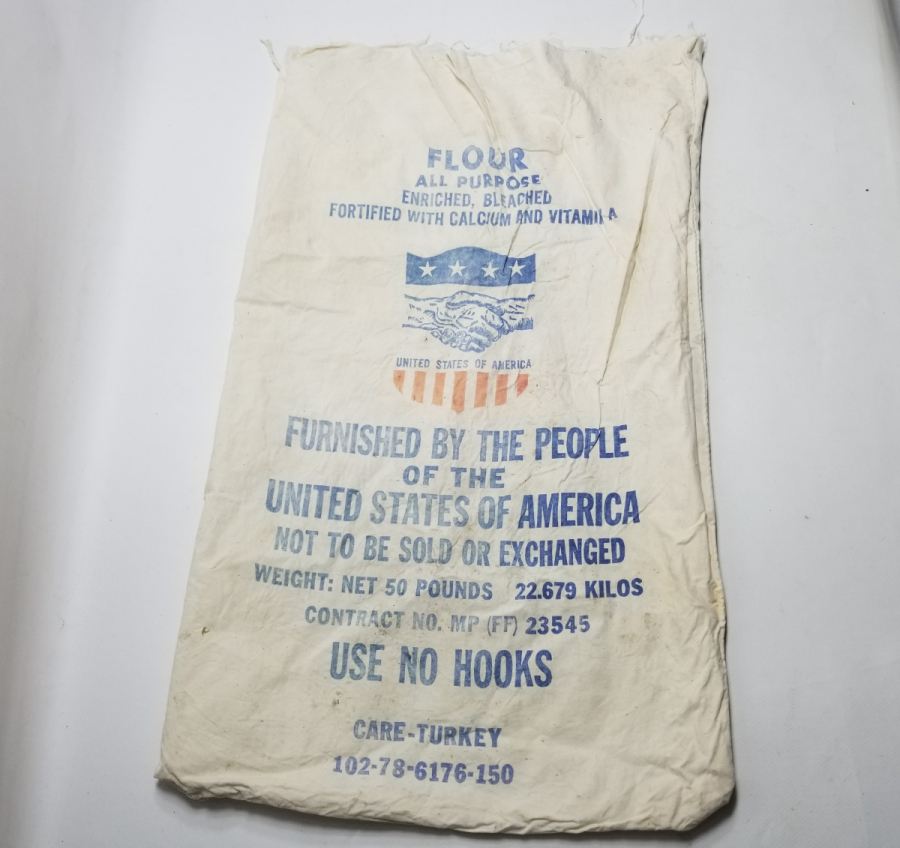 FLOUR
ALL PURPOSE
ENRICHED, BLEACHED
FORTIFIED WITH CALCIUM AND VITAMIN A
UNITED STATES OF AMERICA
FURNISHED BY THE PEOPLE
OF THE
UNITED STATES OF AMERICA
NOT TO BE SOLD OR EXCHANGED
WEIGHT: NET 50 POUNDS 22.679 KILOS
CONTRACT NO. MP (FF) 23545
USE NO HOOKS
CARE-TURKEY
102-78-6176-150